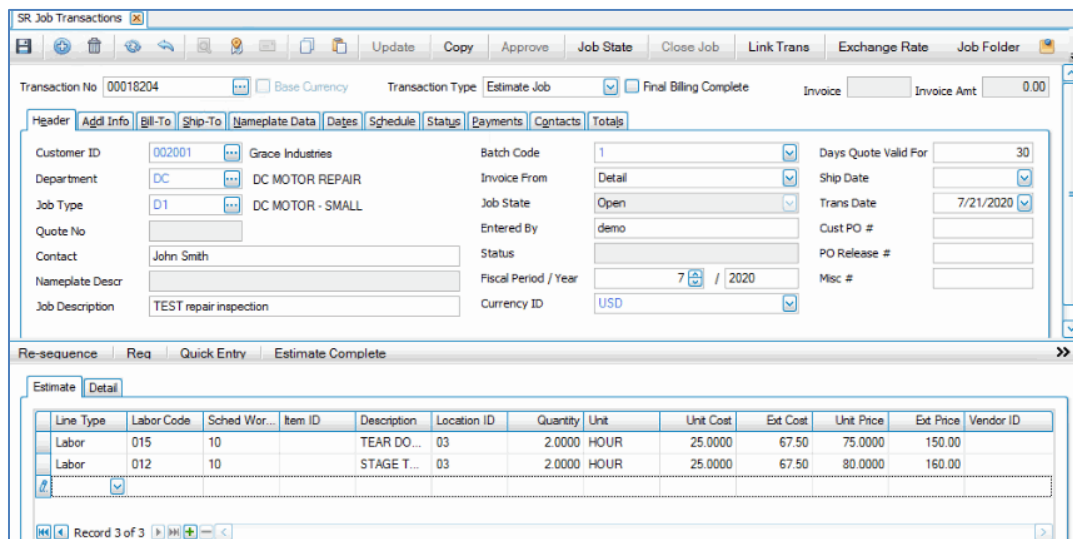 SR Job Transactions
Update Copy Approve Job State Close Job Link Trans Exchange Rate Job Folder
Transaction No 00018204 Base Currency Transaction Type Estimate Job Final Billing Complete Invoice Invoice Amt 0.00
Header Addl Info Bill-To Ship-To Nameplate Data Dates Schedule Status Payments Contacts Totals
Customer ID 002001 Grace Industries Batch Code 1 Days Quote Valid For 30
Department DC DC MOTOR REPAIR Invoice From Detail Ship Date
Job Type D1 DC MOTOR - SMALL Job State Open Trans Date 7/21/2020
Quote No Entered By demo Cust PO #
Contact John Smith Status PO Release #
Nameplate Descr Fiscal Period / Year 7 / 2020 Misc #
Job Description TEST repair inspection Currency ID USD
Re-sequence Req Quick Entry Estimate Complete
Estimate Detail
Line Type Labor Code Sched Wor... Item ID Description Location ID Quantity Unit Unit Cost Ext Cost Unit Price Ext Price Vendor ID
Labor 015 10 TEAR DO... 03 2.0000 HOUR 25.0000 67.50 75.0000 150.00
Labor 012 10 STAGE T... 03 2.0000 HOUR 25.0000 67.50 80.0000 160.00
Record 3 of 3